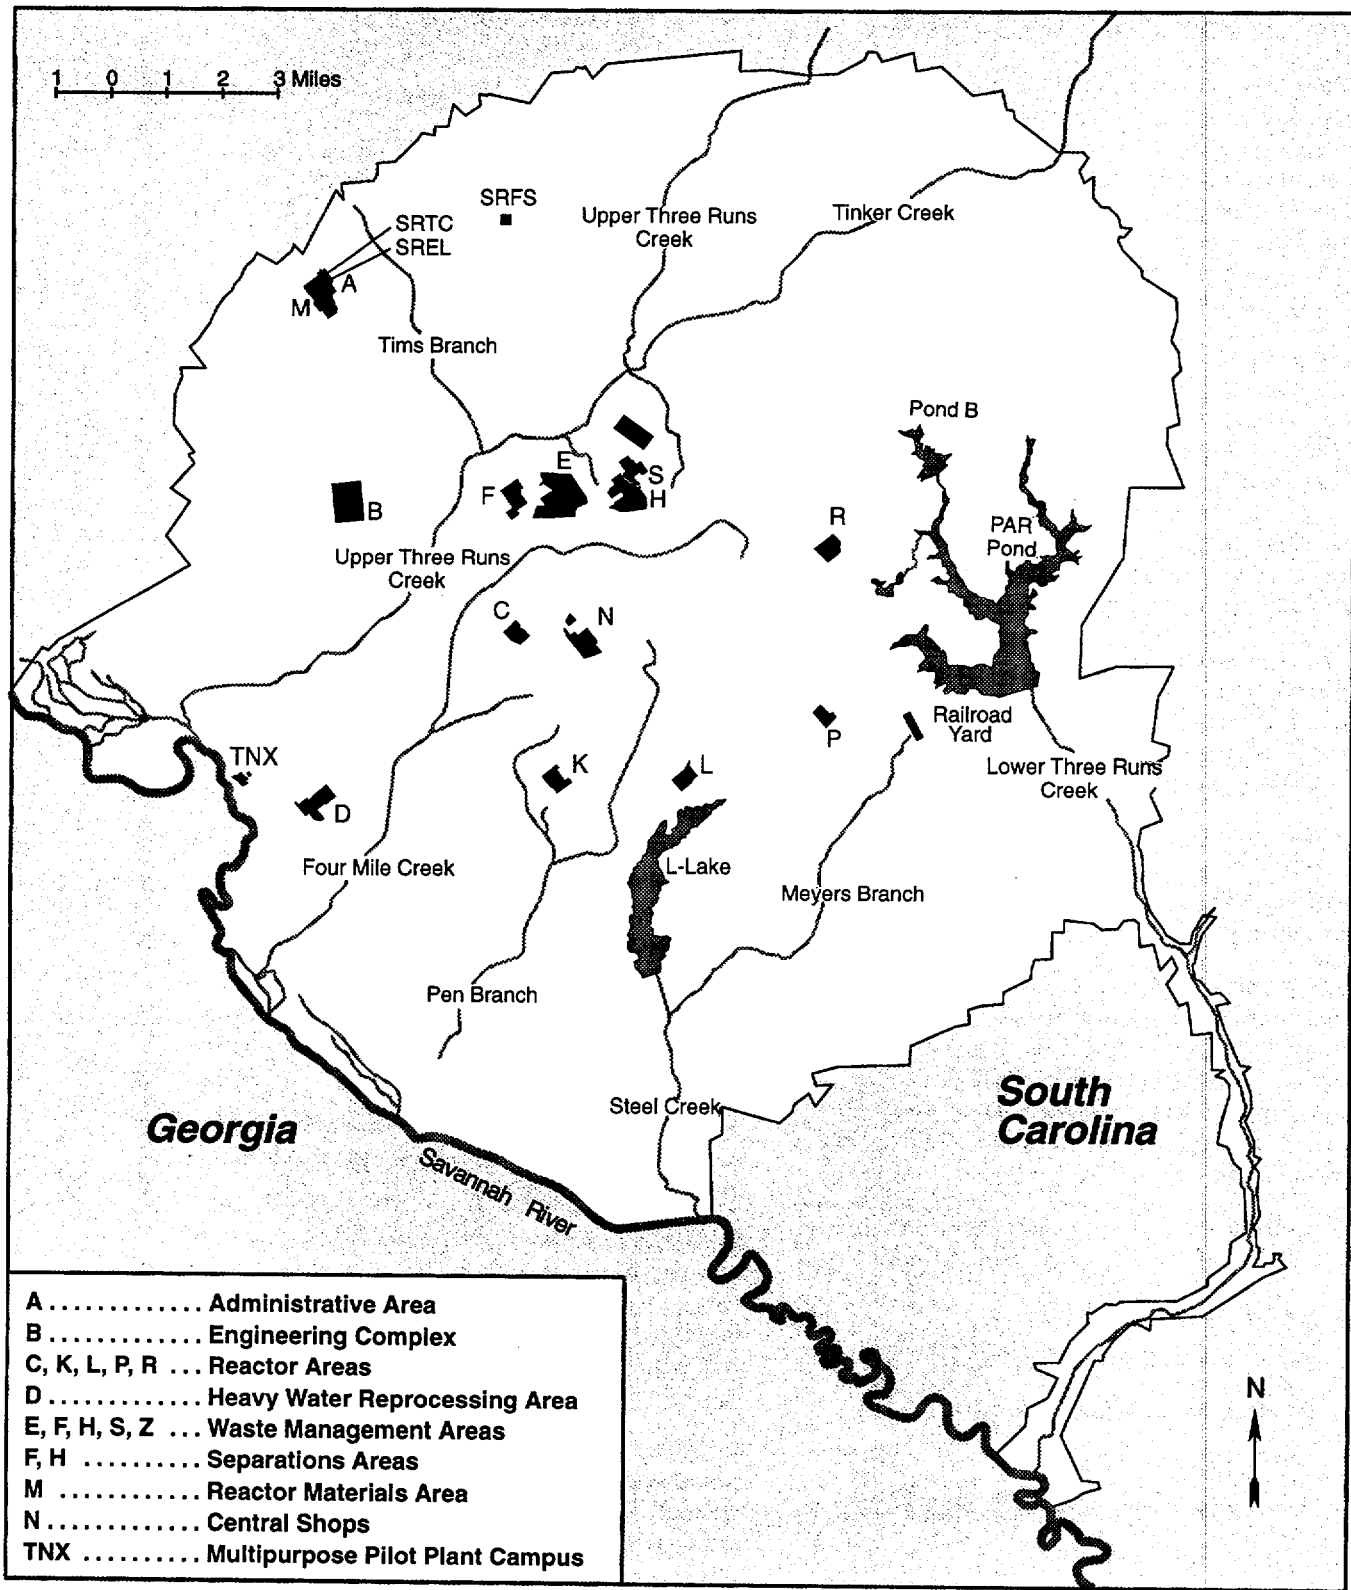 1 0 1 2 3 Miles
SRFS
SRTC
SREL
A
M
Upper Three Runs
Creek
Tinker Creek
Tims Branch
Pond B
E
S
F
H
B
R
PAR
Pond
Upper Three Runs
Creek
C
N
Railroad
Yard
P
TNX
K
L
Lower Three Runs
Creek
D
Four Mile Creek
L-Lake
Meyers Branch
Pen Branch
Steel Creek
South
Carolina
Georgia
Savannah River
N
A ............. Administrative Area
B ............. Engineering Complex
C, K, L, P, R ... Reactor Areas
D ............. Heavy Water Reprocessing Area
E, F, H, S, Z ... Waste Management Areas
F, H .......... Separations Areas
M ............ Reactor Materials Area
N ............. Central Shops
TNX .......... Multipurpose Pilot Plant Campus